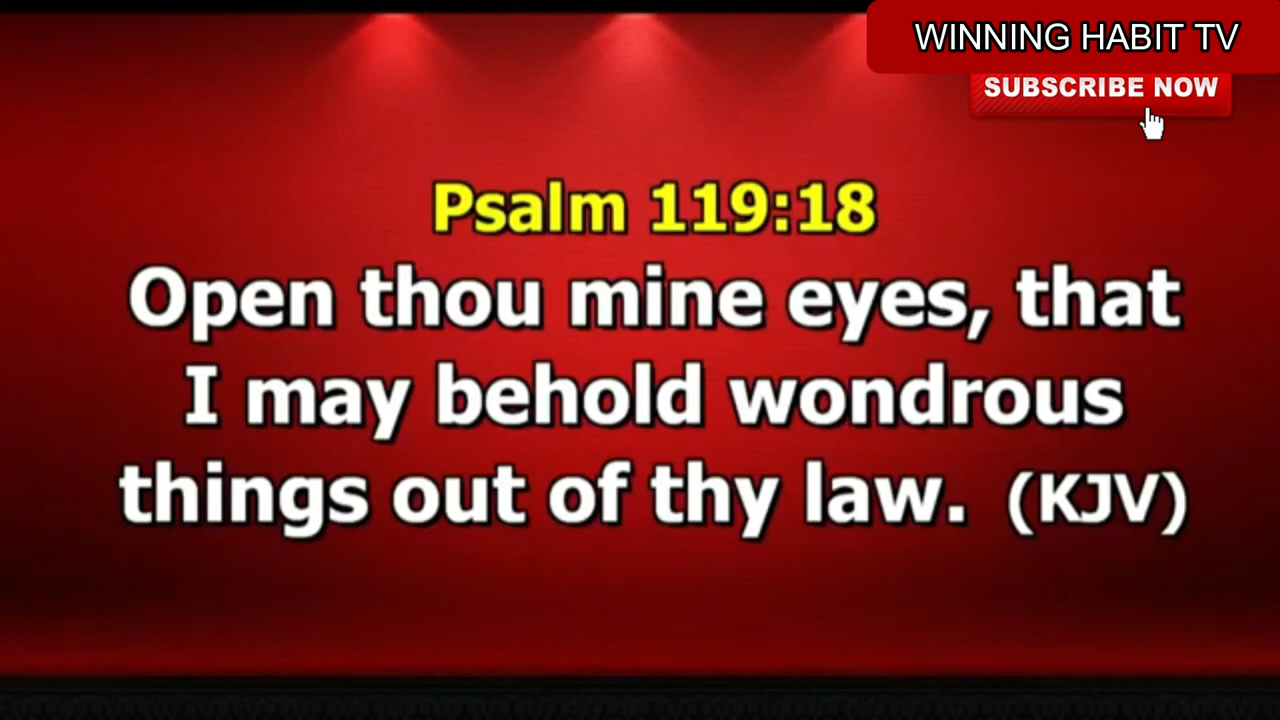 WINNING HABIT TV
SUBSCRIBE NOW
Psalm 119:18
Open thou mine eyes, that
I may behold wondrous
things out of thy law. (KJV)